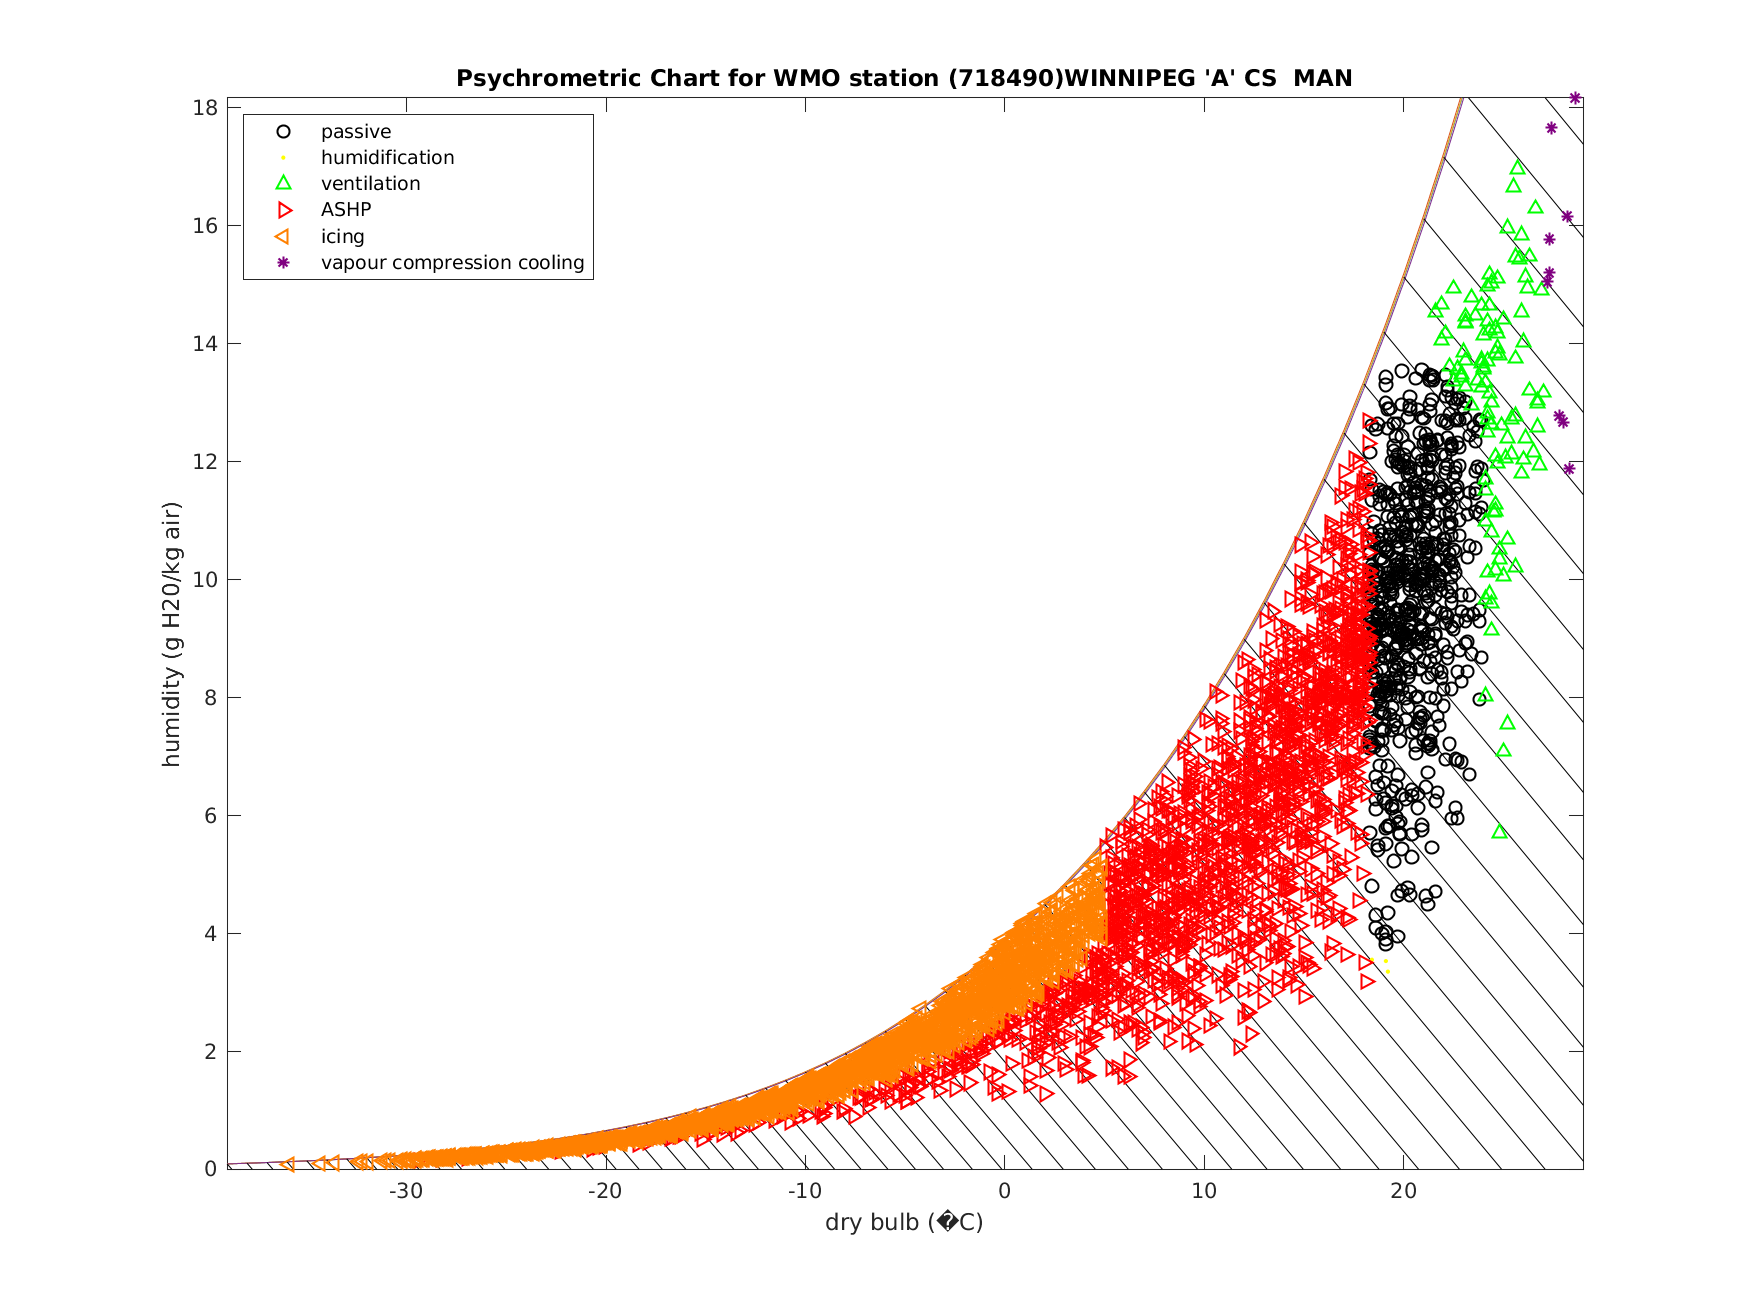 Psychrometric Chart for WMO station (718490)WINNIPEG 'A' CS  MAN
18
16
14
12
10
8
6
4
2
0
humidity (g H20/kg air)
passive
humidification
ventilation
ASHP
icing
vapour compression cooling
-30
-20
-10
0
10
20
dry bulb (�C)